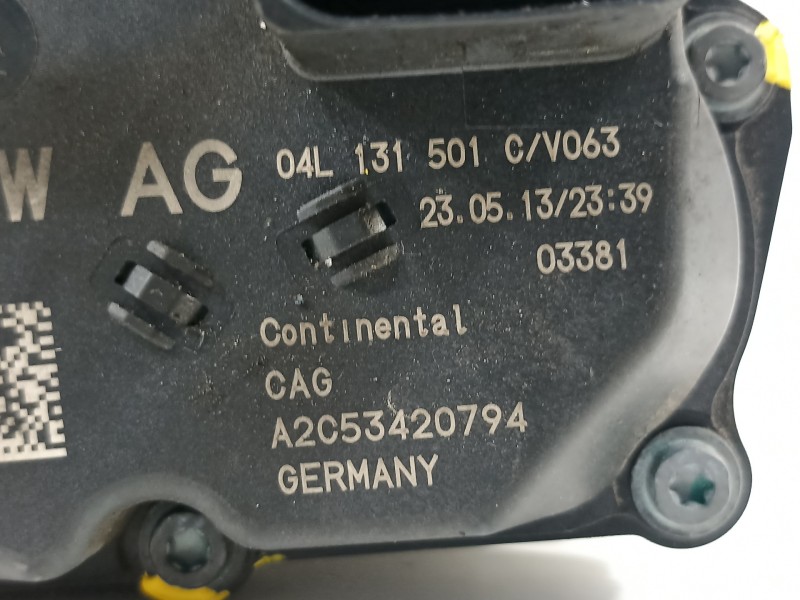 W AG 04L 131 501 C/V063
23.05.13/23:39
03381
Continental
CAG
A2C53420794
GERMANY